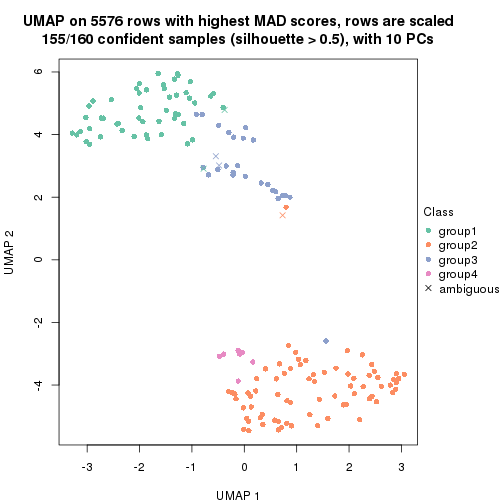 UMAP on 5576 rows with highest MAD scores, rows are scaled
155/160 confident samples (silhouette > 0.5), with 10 PCs
6
4
2
0
-2
-4
UMAP 2
-3
-2
-1
0
1
2
3
UMAP 1
Class
group1
group2
group3
group4
ambiguous